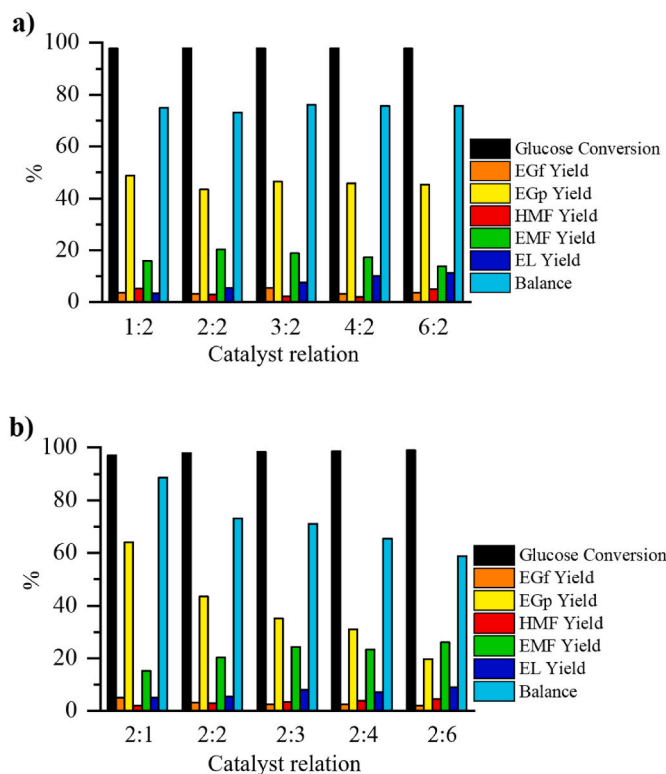 a)
100
80
60
40
20
0
%
1:2 2:2 3:2 4:2 6:2
Catalyst relation
Glucose Conversion
EGf Yield
EGp Yield
HMF Yield
EMF Yield
EL Yield
Balance
b)
100
80
60
40
20
0
%
2:1 2:2 2:3 2:4 2:6
Catalyst relation
Glucose Conversion
EGf Yield
EGp Yield
HMF Yield
EMF Yield
EL Yield
Balance